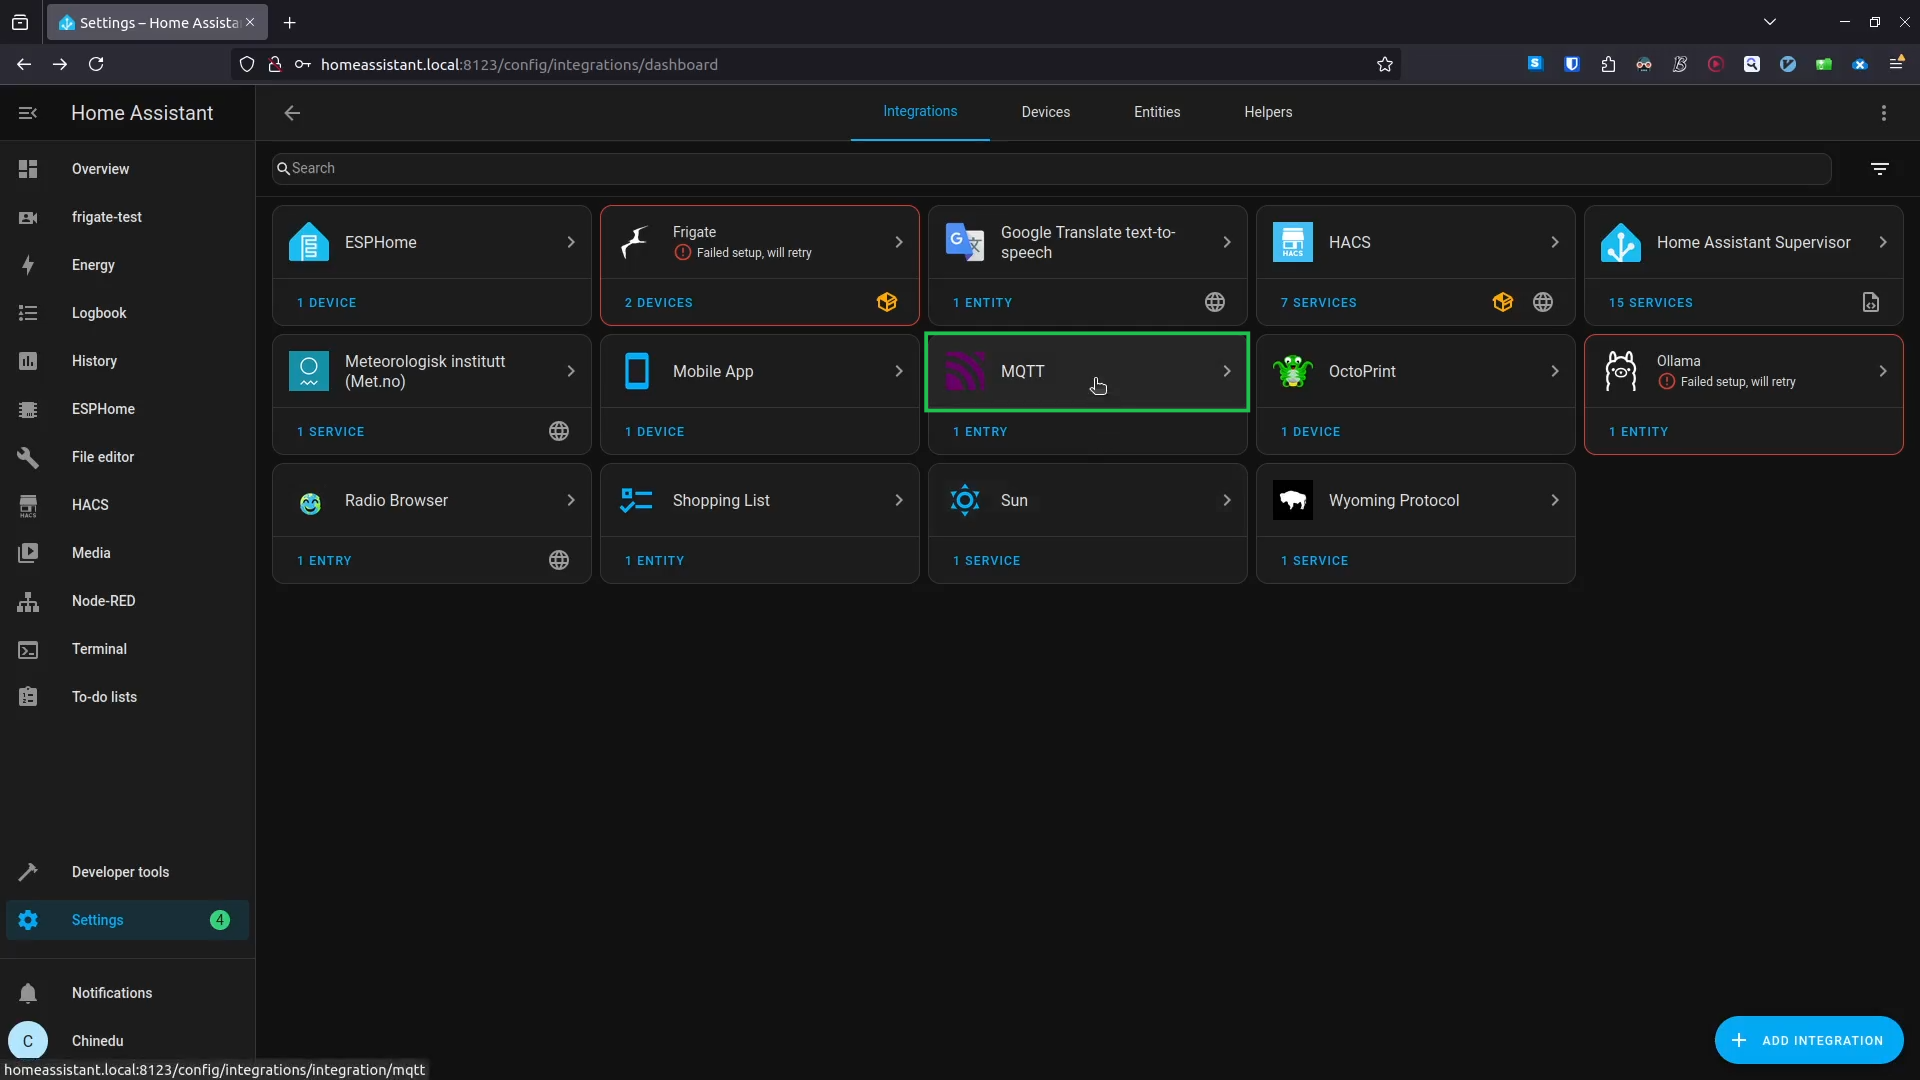 Settings – Home Assista
homeassistant.local:8123/config/integrations/dashboard
Home Assistant
Integrations
Devices
Entities
Helpers
Search
Overview
frigate-test
Energy
Logbook
History
ESPHome
File editor
HACS
Media
Node-RED
Terminal
To-do lists
Developer tools
Settings
4
Notifications
C
Chinedu
ESPHome
1 DEVICE
Frigate
Failed setup, will retry
2 DEVICES
Google Translate text-to-
speech
1 ENTITY
HACS
HACS
7 SERVICES
Home Assistant Supervisor
15 SERVICES
Meteorologisk institutt
(Met.no)
1 SERVICE
Mobile App
1 DEVICE
MQTT
1 ENTRY
OctoPrint
1 DEVICE
Ollama
Failed setup, will retry
1 ENTITY
Radio Browser
1 ENTRY
Shopping List
1 ENTITY
Sun
1 SERVICE
Wyoming Protocol
1 SERVICE
ADD INTEGRATION
homeassistant.local:8123/config/integrations/integration/mqtt